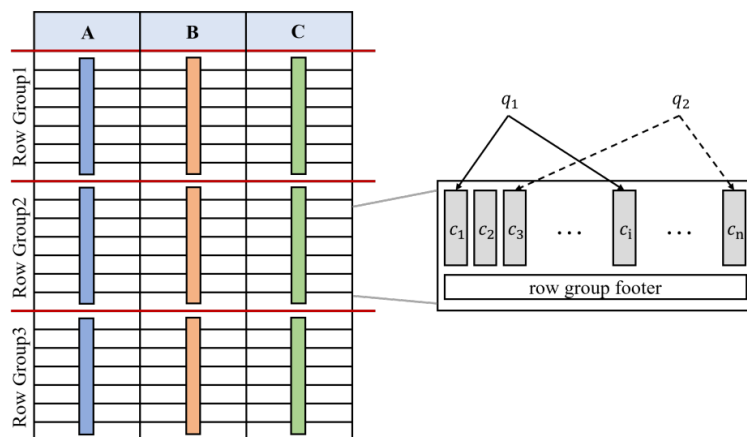 A B C
Row Group1
Row Group2
Row Group3
q₁ q₂
c₁ c₂ c₃ ... cᵢ ... cₙ
row group footer